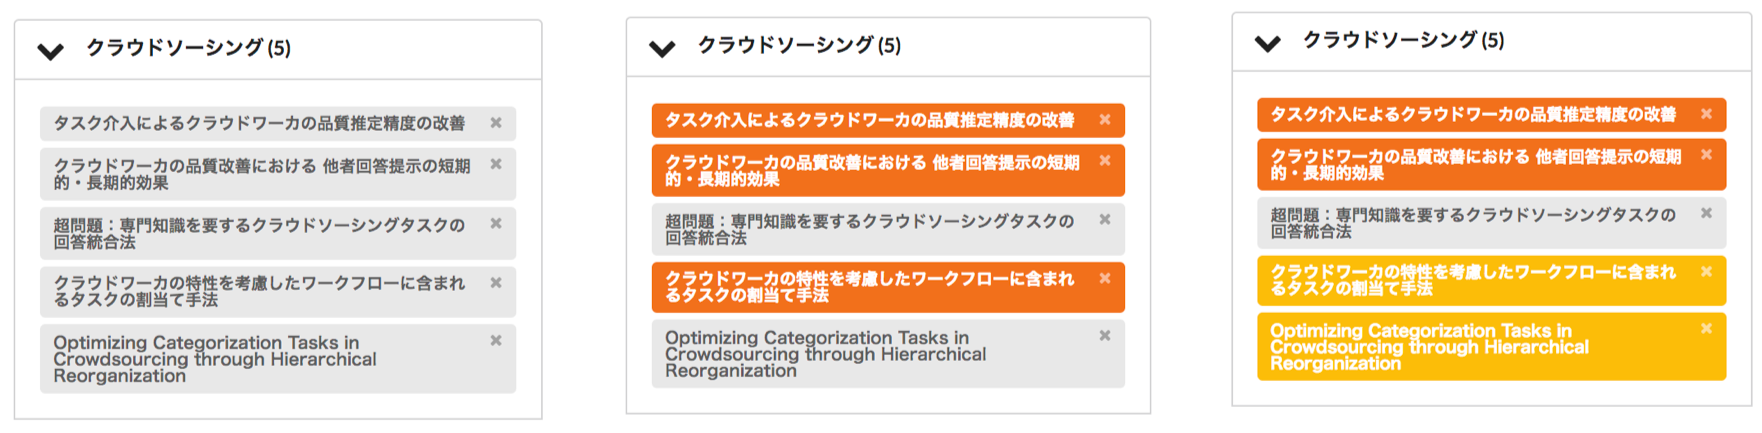 クラウドソーシング(5)
タスク介入によるクラウドワーカの品質推定精度の改善 ×
クラウドワーカの品質改善における 他者回答提示の短期 ×
的・長期的効果
超問題：専門知識を要するクラウドソーシングタスクの ×
回答統合法
クラウドワーカの特性を考慮したワークフローに含まれ ×
るタスクの割当て手法
Optimizing Categorization Tasks in ×
Crowdsourcing through Hierarchical
Reorganization
クラウドソーシング(5)
タスク介入によるクラウドワーカの品質推定精度の改善 ×
クラウドワーカの品質改善における 他者回答提示の短期 ×
的・長期的効果
超問題：専門知識を要するクラウドソーシングタスクの ×
回答統合法
クラウドワーカの特性を考慮したワークフローに含まれ ×
るタスクの割当て手法
Optimizing Categorization Tasks in ×
Crowdsourcing through Hierarchical
Reorganization
クラウドソーシング(5)
タスク介入によるクラウドワーカの品質推定精度の改善 ×
クラウドワーカの品質改善における 他者回答提示の短期 ×
的・長期的効果
超問題：専門知識を要するクラウドソーシングタスクの ×
回答統合法
クラウドワーカの特性を考慮したワークフローに含まれ ×
るタスクの割当て手法
Optimizing Categorization Tasks in ×
Crowdsourcing through Hierarchical
Reorganization